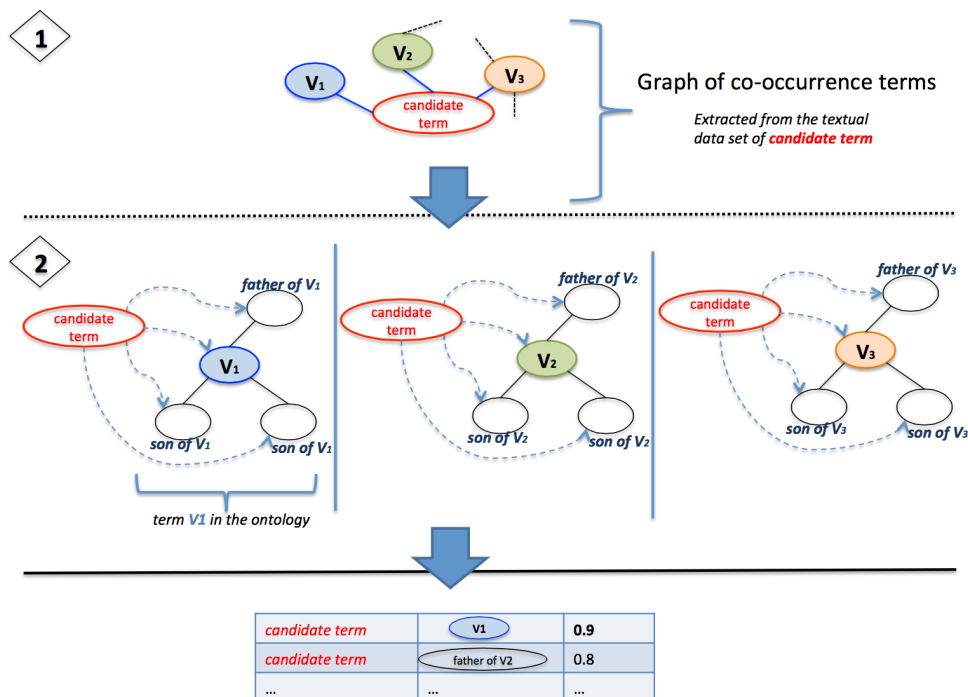 1
V2
V1
V3
candidate
term
Graph of co-occurrence terms
Extracted from the textual
data set of candidate term
2
father of V1
candidate
term
V1
son of V1
son of V1
term V1 in the ontology
father of V2
candidate
term
V2
son of V2
son of V2
father of V3
candidate
term
V3
son of V3
son of V3
candidate term V1 0.9
candidate term father of V2 0.8
... ... ...